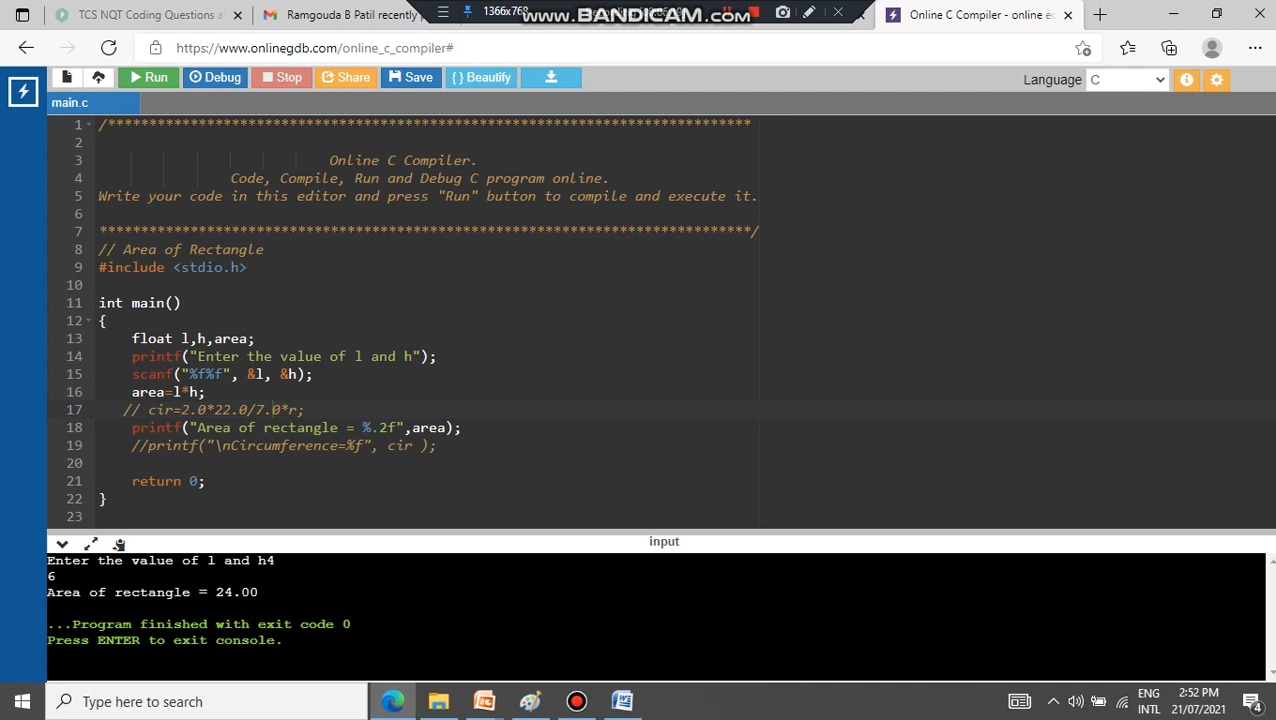 TCS NQT Coding Questions a
Ramgouda B Patil recently
1366x768
www.BANDICAM.com
Online C Compiler - online ed
https://www.onlinegdb.com/online_c_compiler#
Run
Debug
Stop
Share
Save
{ } Beautify
Language
C
main.c
1 /******************************************************************************
2
3 Online C Compiler.
4 Code, Compile, Run and Debug C program online.
5 Write your code in this editor and press "Run" button to compile and execute it.
6
7 *******************************************************************************/
8 // Area of Rectangle
9 #include <stdio.h>
10
11 int main()
12 {
13 float l,h,area;
14 printf("Enter the value of l and h");
15 scanf("%f%f", &l, &h);
16 area=l*h;
17 // cir=2.0*22.0/7.0*r;
18 printf("Area of rectangle = %.2f",area);
19 //printf("\nCircumference=%f", cir );
20
21 return 0;
22 }
23
input
Enter the value of l and h4
6
Area of rectangle = 24.00
...Program finished with exit code 0
Press ENTER to exit console.
Type here to search
ENG
INTL
2:52 PM
21/07/2021
4